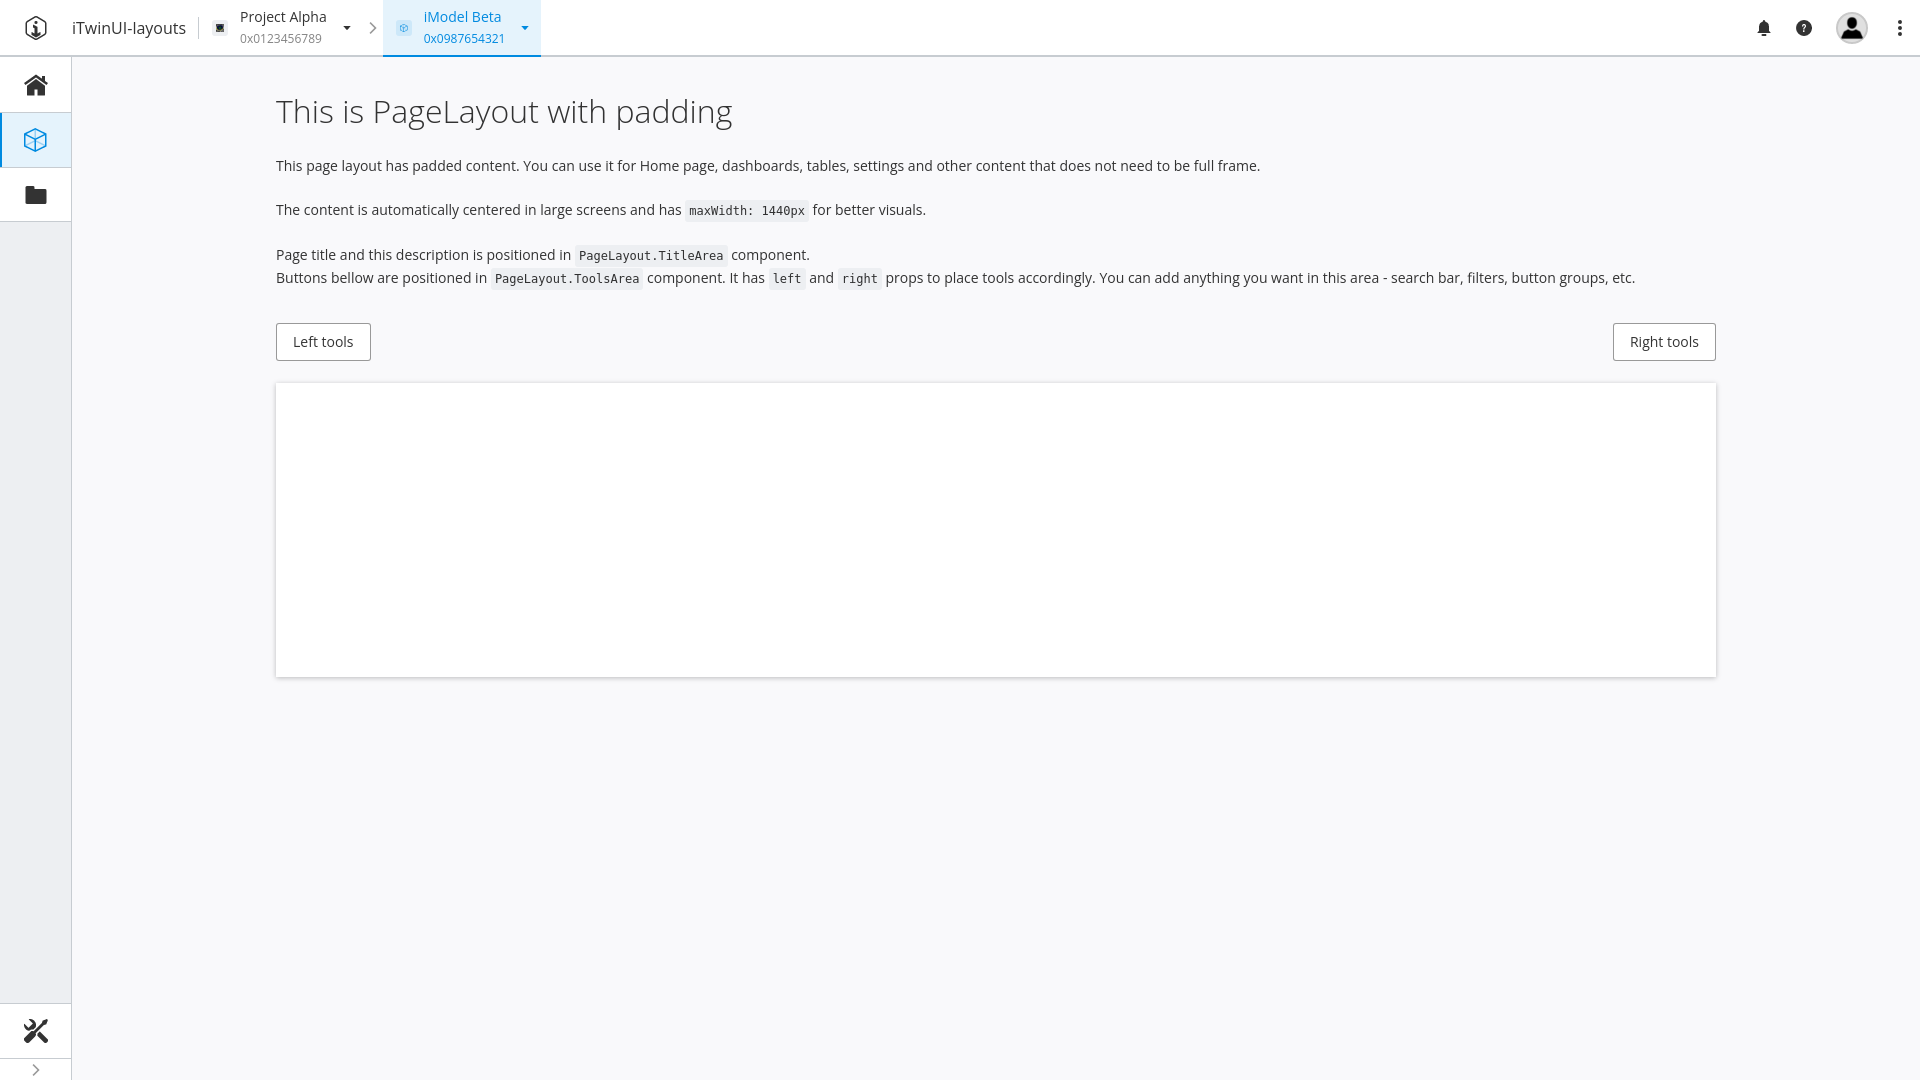 iTwinUI-layouts
Project Alpha
0x0123456789
iModel Beta
0x0987654321
This is PageLayout with padding
This page layout has padded content. You can use it for Home page, dashboards, tables, settings and other content that does not need to be full frame.
The content is automatically centered in large screens and has maxWidth: 1440px for better visuals.
Page title and this description is positioned in PageLayout.TitleArea component.
Buttons bellow are positioned in PageLayout.ToolsArea component. It has left and right props to place tools accordingly. You can add anything you want in this area - search bar, filters, button groups, etc.
Left tools
Right tools